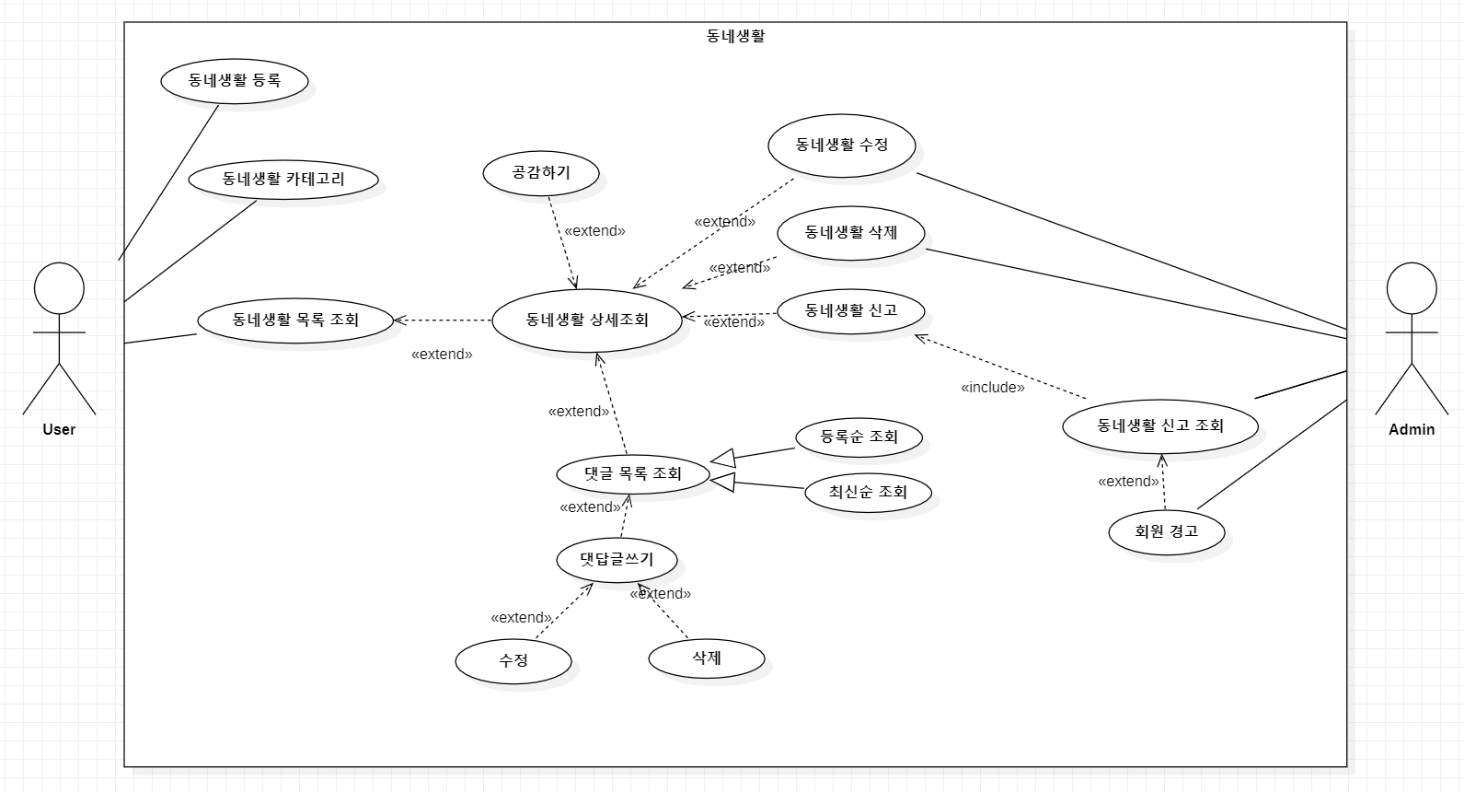 동네생활
동네생활 등록
동네생활 카테고리
공감하기
동네생활 수정
«extend»
«extend»
동네생활 삭제
«extend»
동네생활 목록 조회
동네생활 상세조회
동네생활 신고
«extend»
«extend»
«include»
«extend»
User
Admin
동네생활 신고 조회
등록순 조회
댓글 목록 조회
최신순 조회
«extend»
«extend»
회원 경고
댓답글쓰기
«extend»
«extend»
수정
삭제